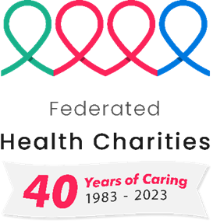 Federated
Health Charities
40 Years of Caring
1983 - 2023